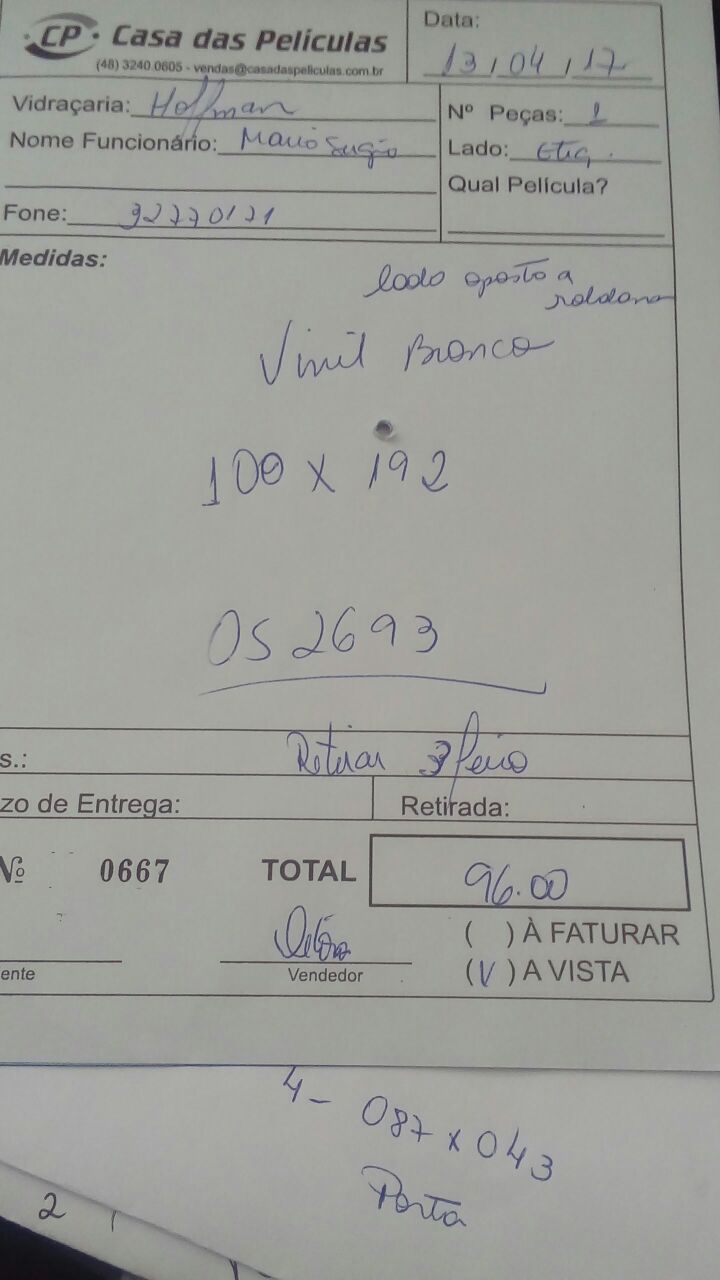 CP Casa das Películas
(48) 3240.0605 - vendas@casadaspeliculas.com.br
Data:
13 / 04 / 17
Vidraçaria: Hoffman
Nome Funcionário: Mario Sergio
Fone: 32770121
Nº Peças: 1
Lado: Etiq.
Qual Película?
Medidas:
lado oposto a
roldana
Vinil Branco
100 x 192
OS 2693
s.: Retirar 3ª feira
zo de Entrega:
Retirada:
Nº 0667 TOTAL 96.00
( ) À FATURAR
ente
Vendedor
(V) A VISTA
4 - 087 x 043
Porta
2